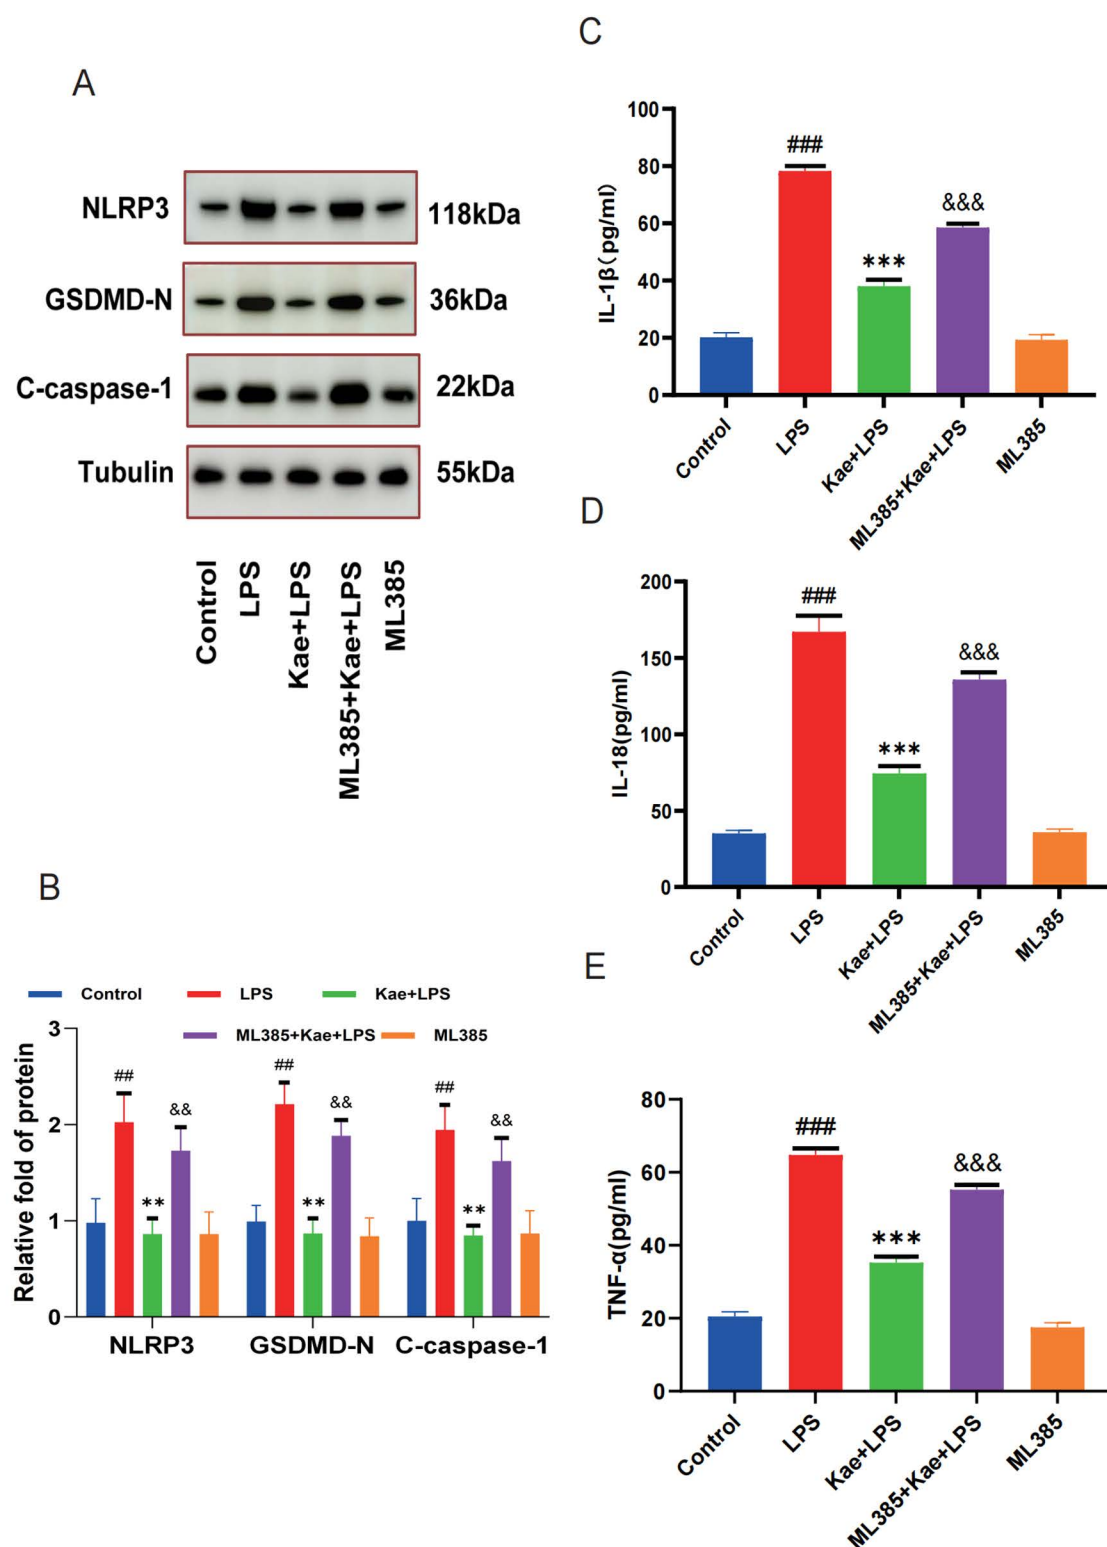 A
NLRP3
118kDa
GSDMD-N
36kDa
C-caspase-1
22kDa
Tubulin
55kDa
Control
LPS
Kae+LPS
ML385+Kae+LPS
ML385
B
Control
LPS
Kae+LPS
ML385+Kae+LPS
ML385
Relative fold of protein
3
2
1
0
##
**
&&
##
**
&&
##
**
&&
NLRP3
GSDMD-N
C-caspase-1
C
IL-1β(pg/ml)
100
80
60
40
20
0
###
***
&&&
Control
LPS
Kae+LPS
ML385+Kae+LPS
ML385
D
IL-18(pg/ml)
200
150
100
50
0
###
***
&&&
Control
LPS
Kae+LPS
ML385+Kae+LPS
ML385
E
TNF-α(pg/ml)
80
60
40
20
0
###
***
&&&
Control
LPS
Kae+LPS
ML385+Kae+LPS
ML385